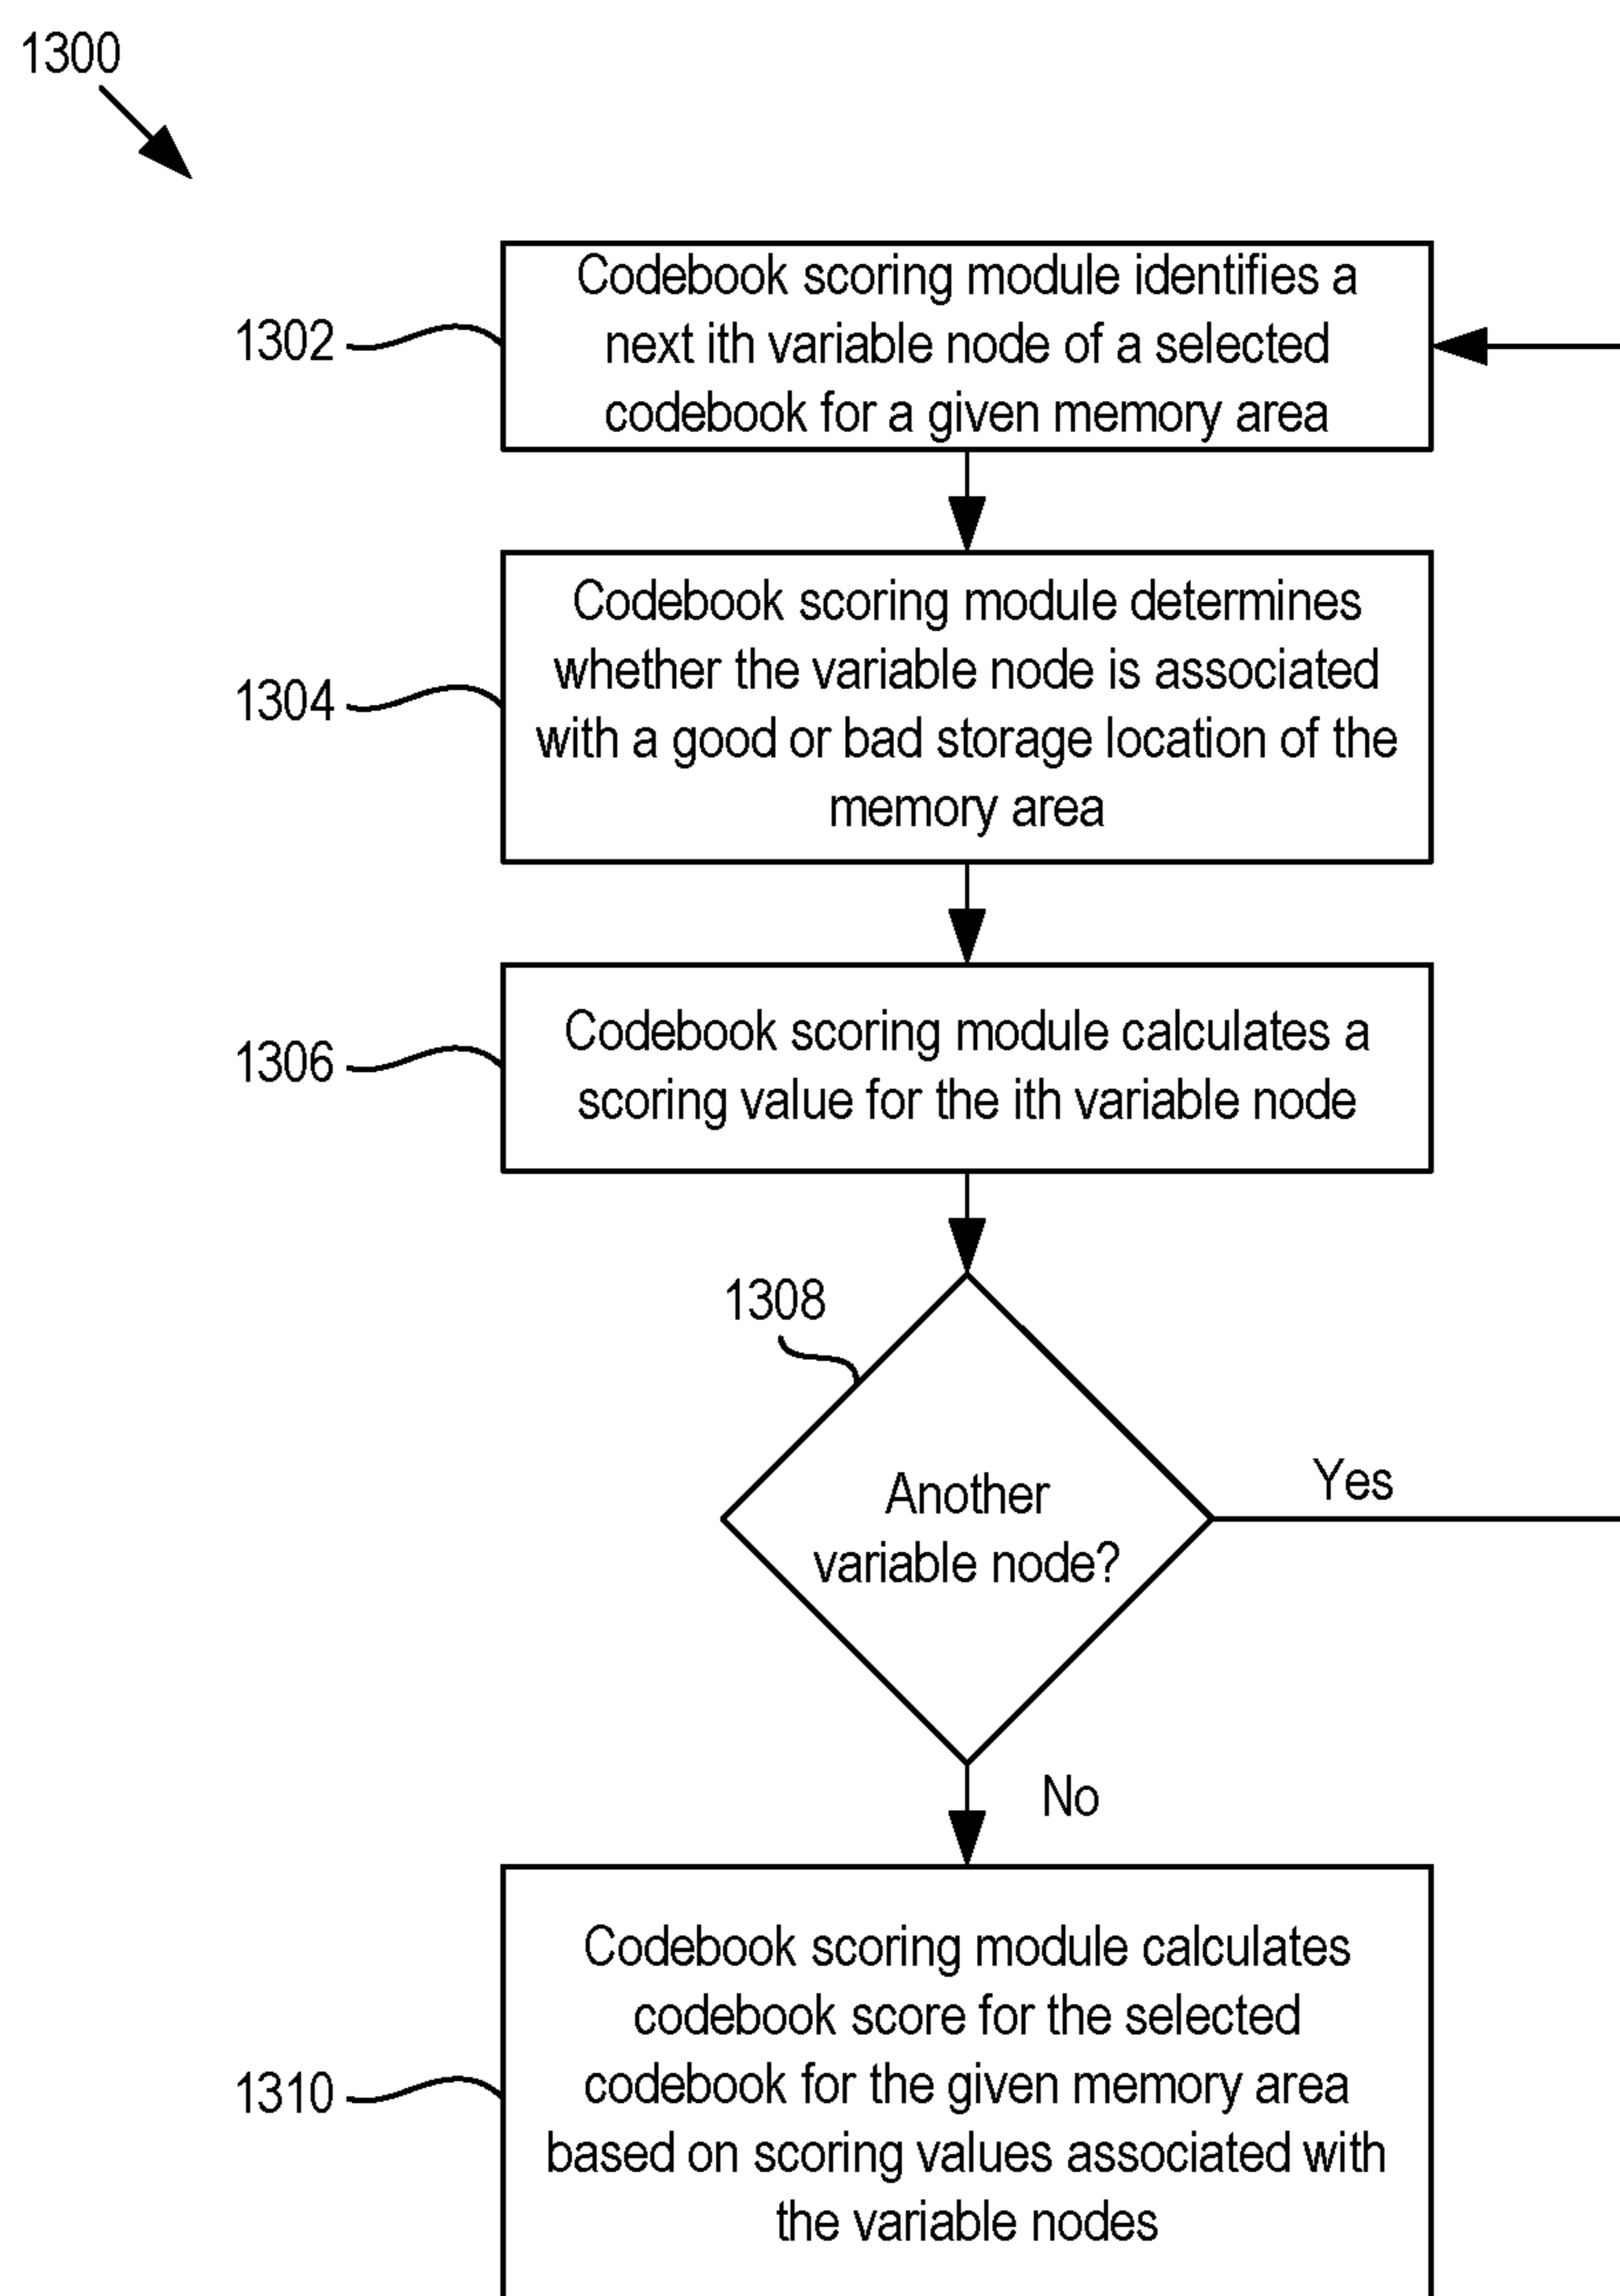 1300
1302
Codebook scoring module identifies a
next ith variable node of a selected
codebook for a given memory area
1304
Codebook scoring module determines
whether the variable node is associated
with a good or bad storage location of the
memory area
1306
Codebook scoring module calculates a
scoring value for the ith variable node
1308
Another
variable node?
Yes
No
1310
Codebook scoring module calculates
codebook score for the selected
codebook for the given memory area
based on scoring values associated with
the variable nodes